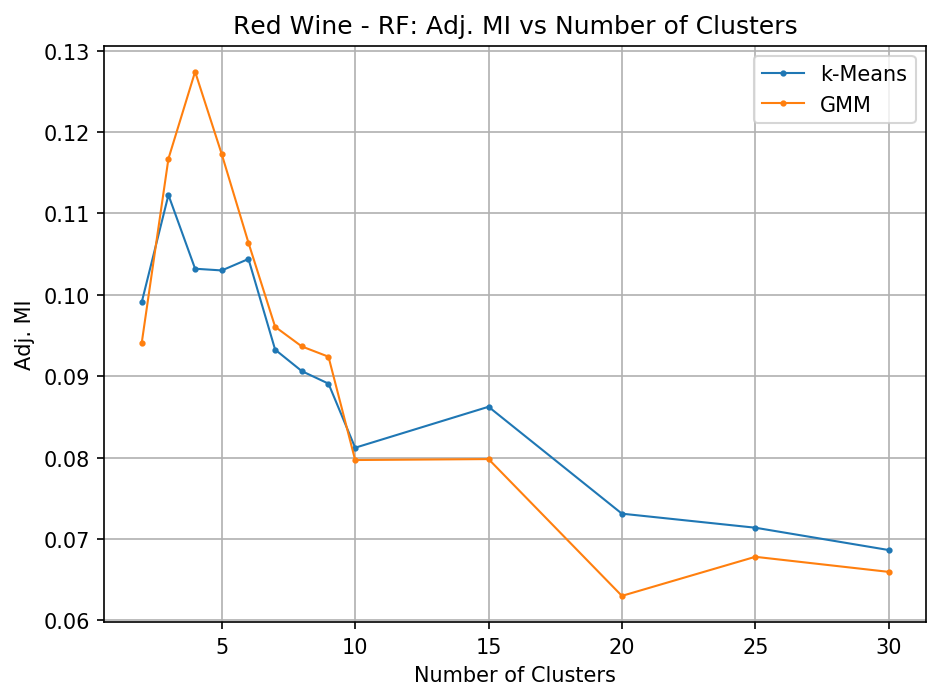 Red Wine - RF: Adj. MI vs Number of Clusters
k-Means
GMM
0.13
0.12
0.11
0.10
0.09
0.08
0.07
0.06
Adj. MI
5 10 15 20 25 30
Number of Clusters